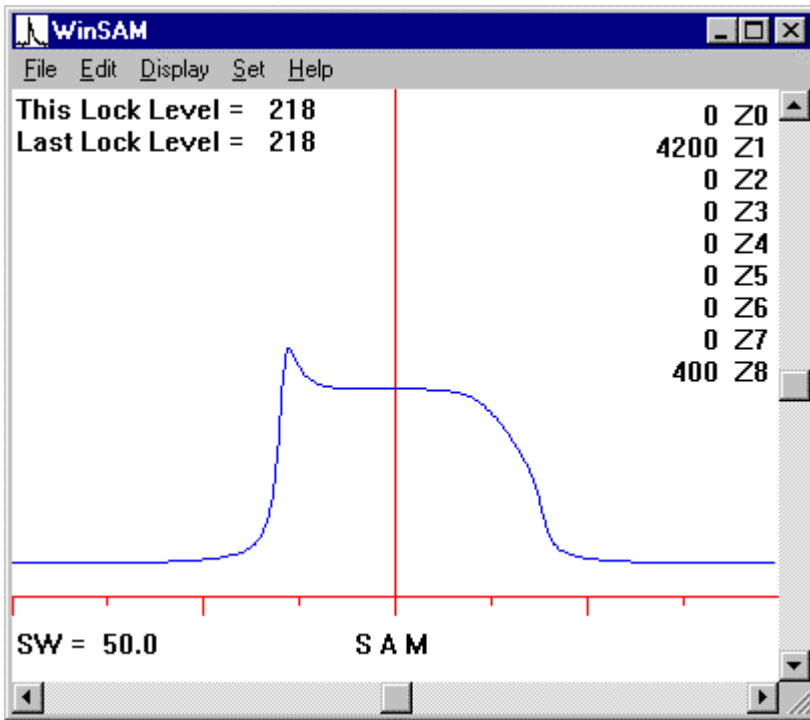 WinSAM
File Edit Display Set Help
This Lock Level = 218
Last Lock Level = 218
0 Z0
4200 Z1
0 Z2
0 Z3
0 Z4
0 Z5
0 Z6
0 Z7
400 Z8
SW = 50.0 S A M